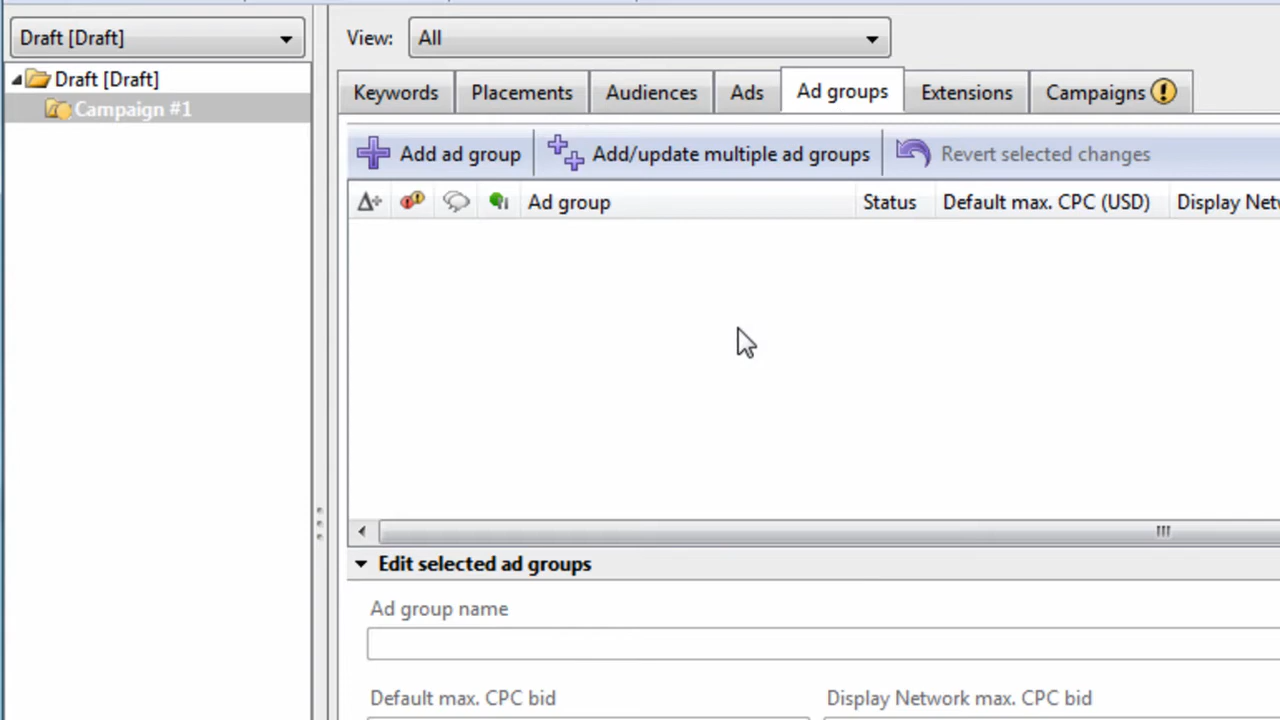 Draft [Draft]
View: All
Draft [Draft]
Campaign #1
Keywords Placements Audiences Ads Ad groups Extensions Campaigns
Add ad group Add/update multiple ad groups Revert selected changes
Ad group Status Default max. CPC (USD) Display Net
Edit selected ad groups
Ad group name
Default max. CPC bid Display Network max. CPC bid